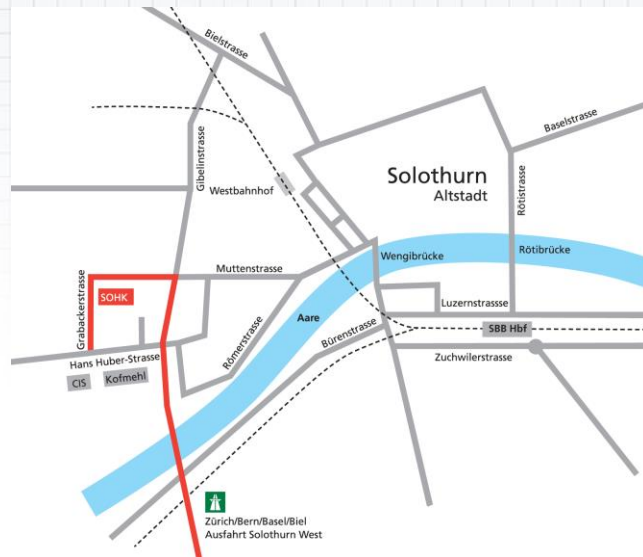 Bielstrasse
Baselstrasse
Gibelinstrasse
Westbahnhof
Solothurn
Altstadt
Rötistrasse
Wengibrücke
Rötibrücke
Muttenstrasse
Grabackerstrasse
SOHK
Aare
Luzernstrassse
SBB Hbf
Römerstrasse
Bürenstrasse
Zuchwilerstrasse
Hans Huber-Strasse
CIS
Kofmehl
Zürich/Bern/Basel/Biel
Ausfahrt Solothurn West